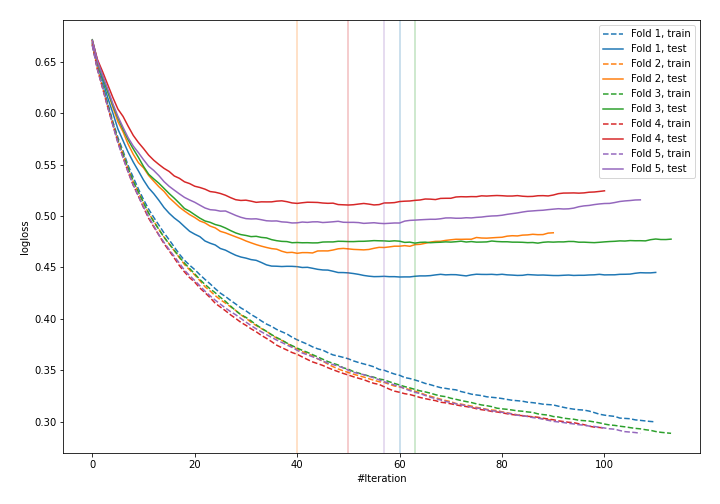 Fold 1, train
Fold 1, test
Fold 2, train
Fold 2, test
Fold 3, train
Fold 3, test
Fold 4, train
Fold 4, test
Fold 5, train
Fold 5, test
logloss
0.65
0.60
0.55
0.50
0.45
0.40
0.35
0.30
0 20 40 60 80 100
#Iteration